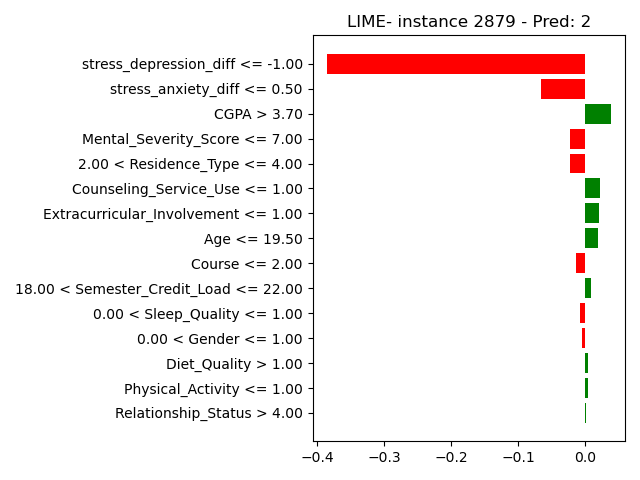 LIME- instance 2879 - Pred: 2
stress_depression_diff <= -1.00
stress_anxiety_diff <= 0.50
CGPA > 3.70
Mental_Severity_Score <= 7.00
2.00 < Residence_Type <= 4.00
Counseling_Service_Use <= 1.00
Extracurricular_Involvement <= 1.00
Age <= 19.50
Course <= 2.00
18.00 < Semester_Credit_Load <= 22.00
0.00 < Sleep_Quality <= 1.00
0.00 < Gender <= 1.00
Diet_Quality > 1.00
Physical_Activity <= 1.00
Relationship_Status > 4.00
−0.4 −0.3 −0.2 −0.1 0.0